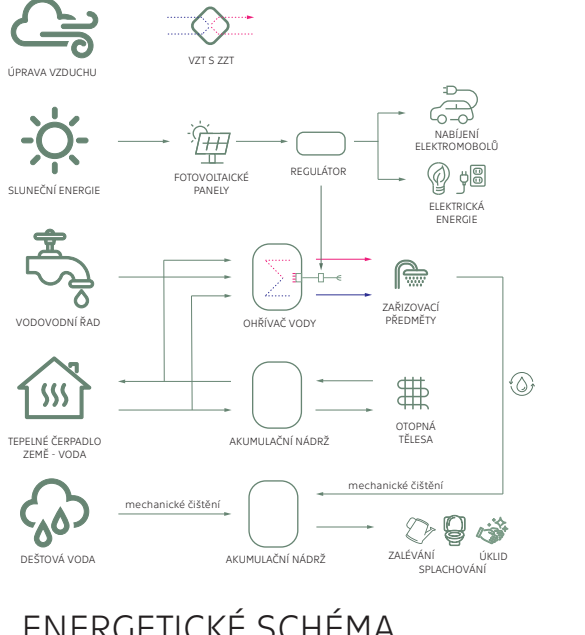 ÚPRAVA VZDUCHU
VZT S ZZT
SLUNEČNÍ ENERGIE
FOTOVOLTAICKÉ
PANELY
REGULÁTOR
NABÍJENÍ
ELEKTROMOBOLŮ
ELEKTRICKÁ
ENERGIE
VODOVODNÍ ŘAD
OHŘÍVAČ VODY
ZAŘIZOVACÍ
PŘEDMĚTY
TEPELNÉ ČERPADLO
ZEMĚ - VODA
AKUMULAČNÍ NÁDRŽ
OTOPNÁ
TĚLESA
mechanické čištění
mechanické čištění
DEŠTOVÁ VODA
AKUMULAČNÍ NÁDRŽ
ZALÉVÁNÍ
ÚKLID
SPLACHOVÁNÍ
ENERGETICKÉ SCHÉMA